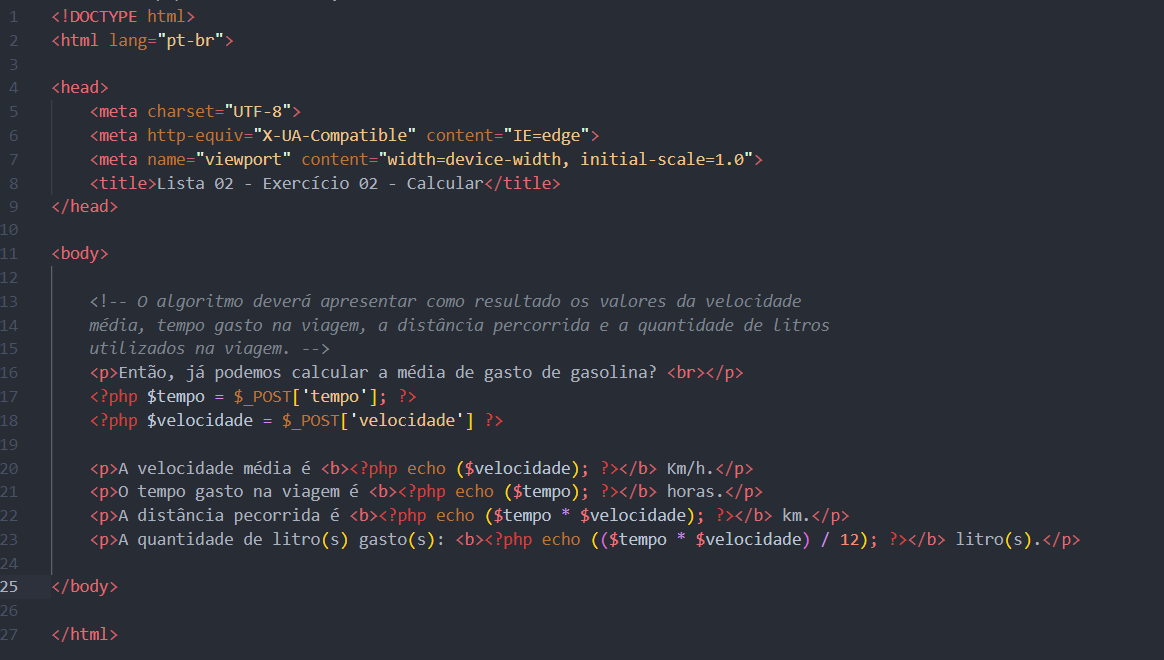 1 <!DOCTYPE html>
2 <html lang="pt-br">
3
4 <head>
5     <meta charset="UTF-8">
6     <meta http-equiv="X-UA-Compatible" content="IE=edge">
7     <meta name="viewport" content="width=device-width, initial-scale=1.0">
8     <title>Lista 02 - Exercício 02 - Calcular</title>
9 </head>
10
11 <body>
12
13     <!-- O algoritmo deverá apresentar como resultado os valores da velocidade
14     média, tempo gasto na viagem, a distância percorrida e a quantidade de litros
15     utilizados na viagem. -->
16     <p>Então, já podemos calcular a média de gasto de gasolina? <br></p>
17     <?php $tempo = $_POST['tempo']; ?>
18     <?php $velocidade = $_POST['velocidade'] ?>
19
20     <p>A velocidade média é <b><?php echo ($velocidade); ?></b> Km/h.</p>
21     <p>O tempo gasto na viagem é <b><?php echo ($tempo); ?></b> horas.</p>
22     <p>A distância pecorrida é <b><?php echo ($tempo * $velocidade); ?></b> km.</p>
23     <p>A quantidade de litro(s) gasto(s): <b><?php echo (($tempo * $velocidade) / 12); ?></b> litro(s).</p>
24
25 </body>
26
27 </html>